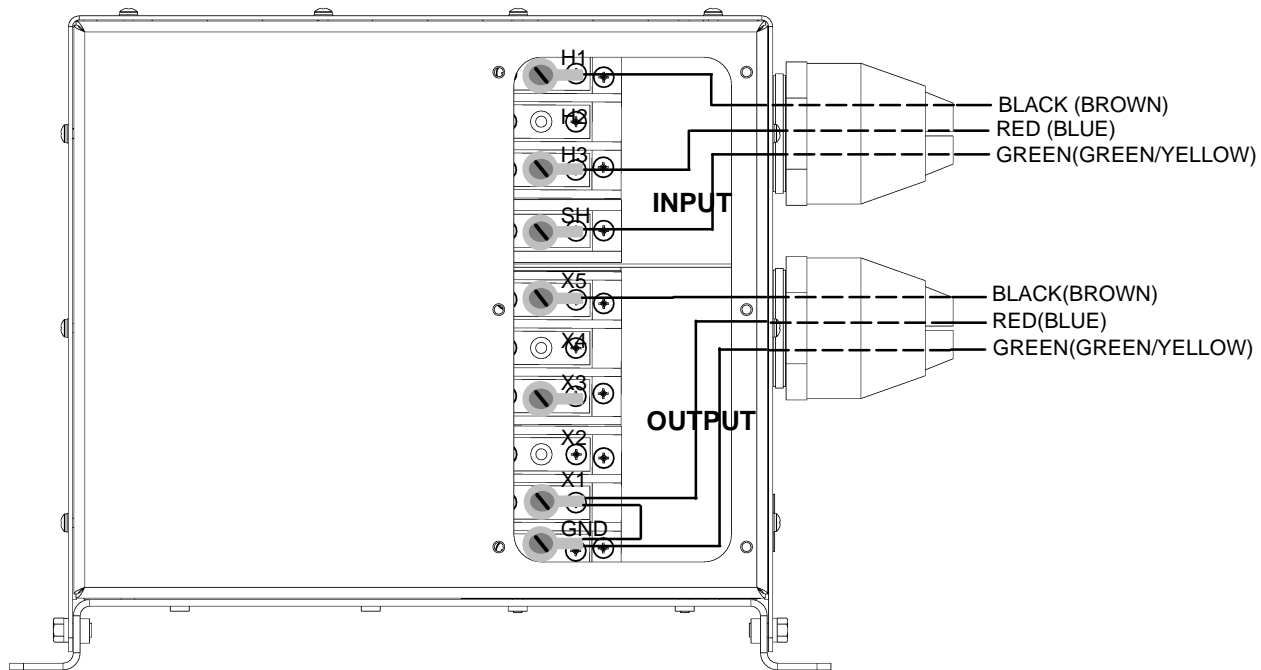 H1
H2
H3
SH
INPUT
BLACK (BROWN)
RED (BLUE)
GREEN(GREEN/YELLOW)
X5
X4
X3
X2
X1
GND
OUTPUT
BLACK(BROWN)
RED(BLUE)
GREEN(GREEN/YELLOW)